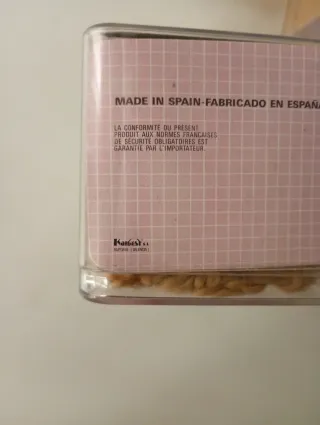 MADE IN SPAIN-FABRICADO EN ESPAÑA
LA CONFORMITÉ DU PRÉSENT
PRODUIT AUX NORMES FRANÇAISES
DE SÉCURITÉ OBLIGATOIRES EST
GARANTIE PAR L'IMPORTATEUR.